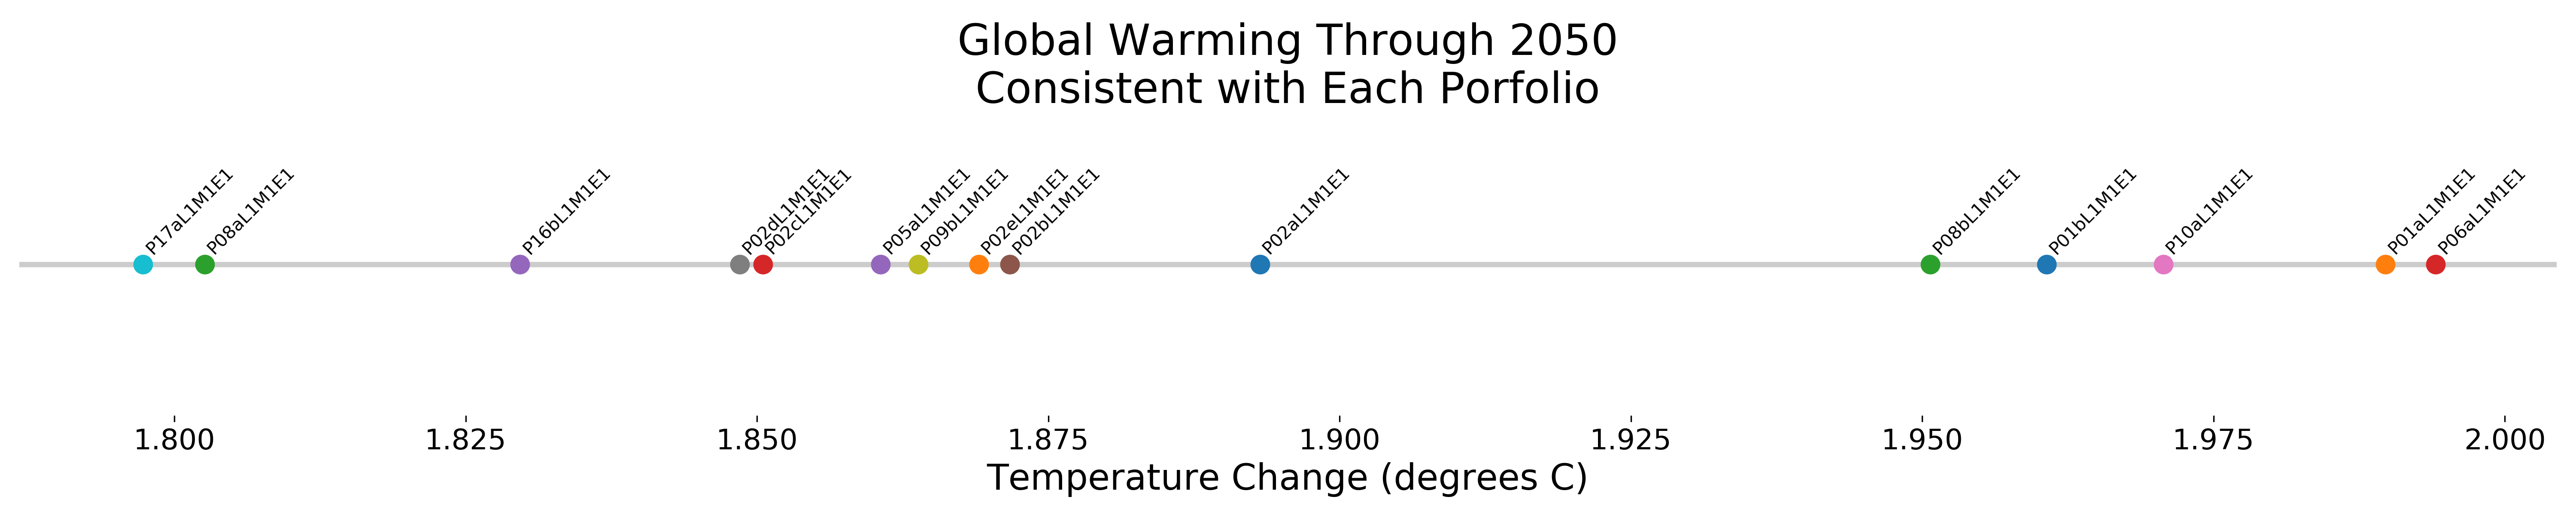 Global Warming Through 2050
Consistent with Each Porfolio
P17aL1M1E1
P08aL1M1E1
P16bL1M1E1
P02dL1M1E1
P02cL1M1E1
P05aL1M1E1
P09bL1M1E1
P02eL1M1E1
P02bL1M1E1
P02aL1M1E1
P08bL1M1E1
P01bL1M1E1
P10aL1M1E1
P01aL1M1E1
P06aL1M1E1
1.800 1.825 1.850 1.875 1.900 1.925 1.950 1.975 2.000
Temperature Change (degrees C)